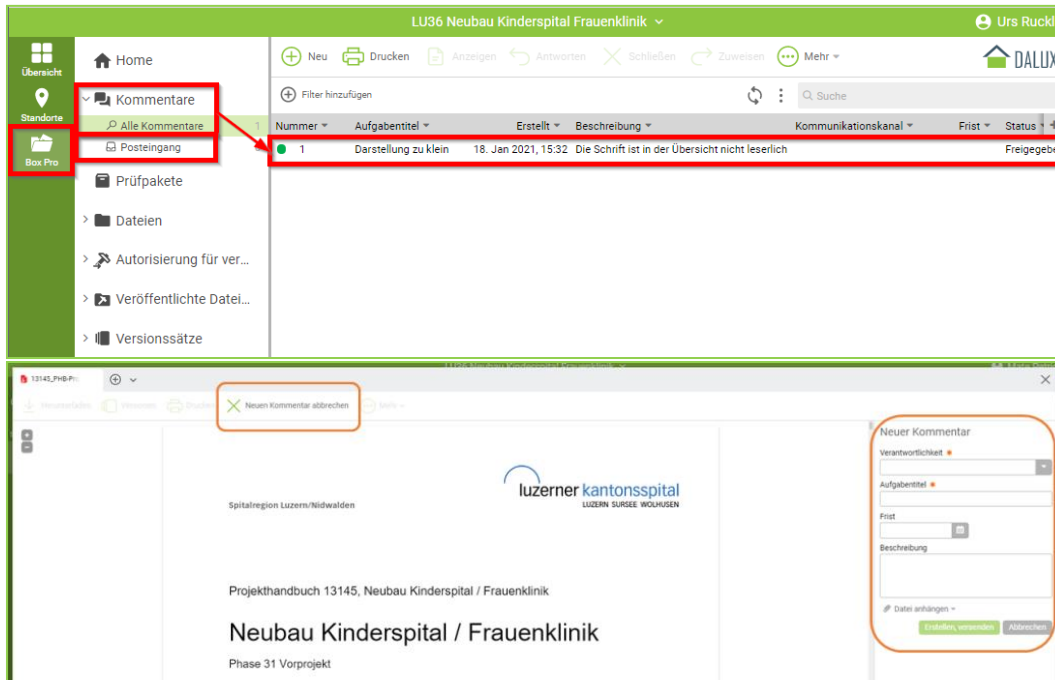 LU36 Neubau Kinderspital Frauenklinik
Urs Ruckl
Übersicht
Standorte
Box Pro
Home
Kommentare
Alle Kommentare 1
Posteingang
Prüfpakete
Dateien
Autorisierung für ver...
Veröffentlichte Datei...
Versionssätze
Neu Drucken Anzeigen Antworten Schließen Zuweisen Mehr
DALUX
Filter hinzufügen
Suche
Nummer Aufgabentitel Erstellt Beschreibung Kommunikationskanal Frist Status
1 Darstellung zu klein 18. Jan 2021, 15:32 Die Schrift ist in der Übersicht nicht leserlich Freigegebe
13145_PHB-Pr
Neuen Kommentar abbrechen
Mehr
luzerner kantonsspital
LUZERN SURSEE WOLHUSEN
Spitalregion Luzern/Nidwalden
Projekthandbuch 13145, Neubau Kinderspital / Frauenklinik
Neubau Kinderspital / Frauenklinik
Phase 31 Vorprojekt
Neuer Kommentar
Verantwortlichkeit
Aufgabentitel
Frist
Beschreibung
Datei anhängen
Erstellen, versenden Abbrechen